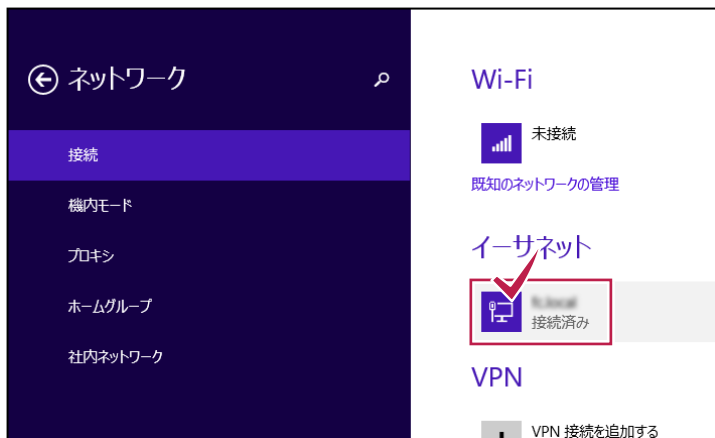 ネットワーク
接続
機内モード
プロキシ
ホームグループ
社内ネットワーク
Wi-Fi
未接続
既知のネットワークの管理
イーサネット
接続済み
VPN
VPN 接続を追加する